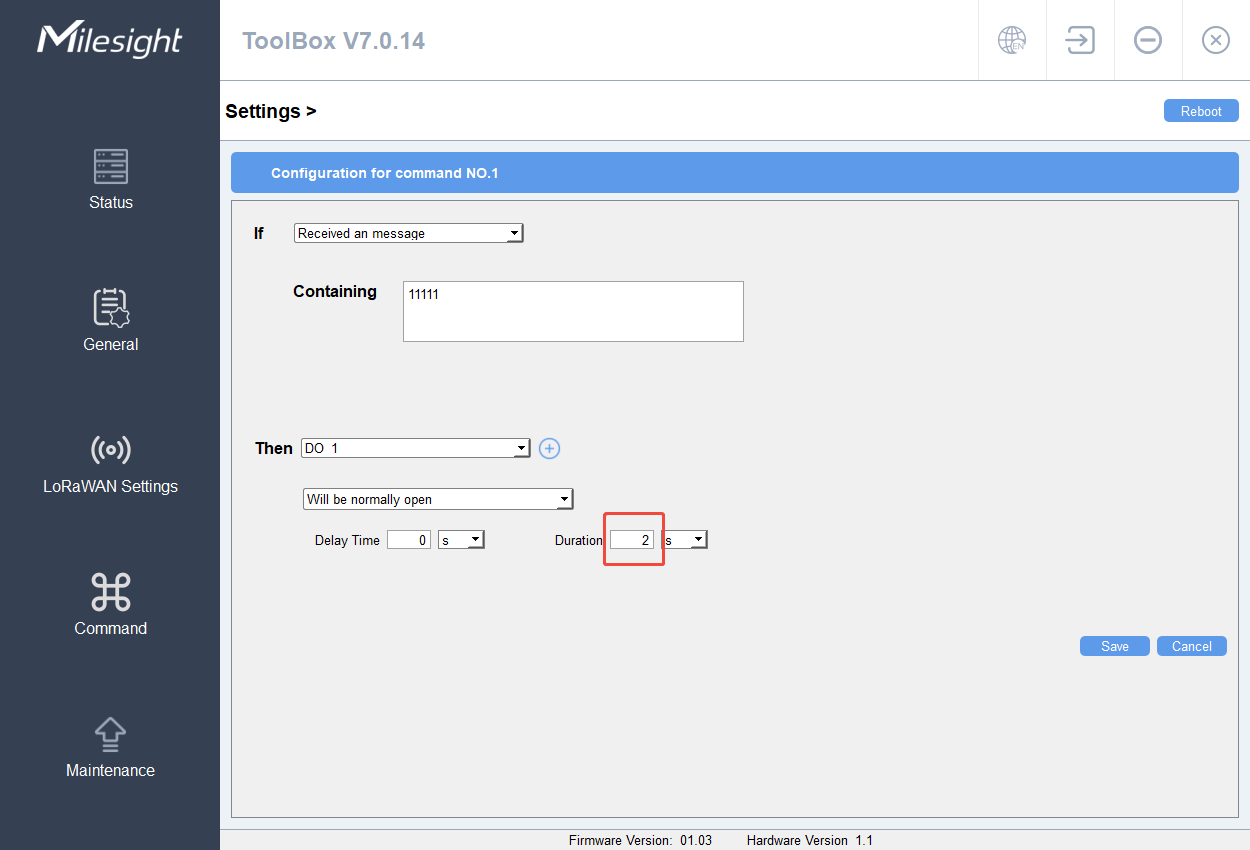 Milesight
ToolBox V7.0.14
EN
Settings >
Reboot
Status
General
LoRaWAN Settings
Command
Maintenance
Configuration for command NO.1
If Received an message
Containing 11111
Then DO 1
Will be normally open
Delay Time 0 s Duration 2 s
Save Cancel
Firmware Version: 01.03 Hardware Version 1.1